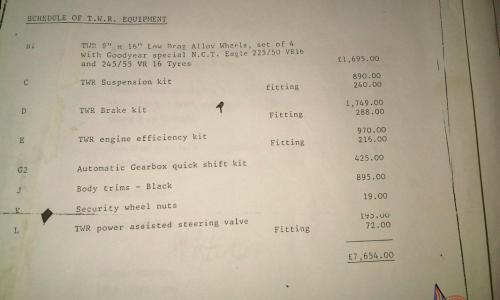 SCHEDULE OF T.W.R. EQUIPMENT
TWR 8" x 16" Low Drag Alloy Wheels, set of 4
with Goodyear special N.C.T. Eagle 225/50 VR16
and 245/55 VR 16 Tyres £1,695.00
C TWR Suspension kit 890.00
fitting 240.00
D TWR Brake kit 1,749.00
Fitting 288.00
E TWR engine efficiency kit 970.00
Fitting 216.00
G2 Automatic Gearbox quick shift kit 425.00
J Body trims - Black 895.00
K Security wheel nuts 19.00
L TWR power assisted steering valve 195.00
Fitting 72.00
£7,654.00